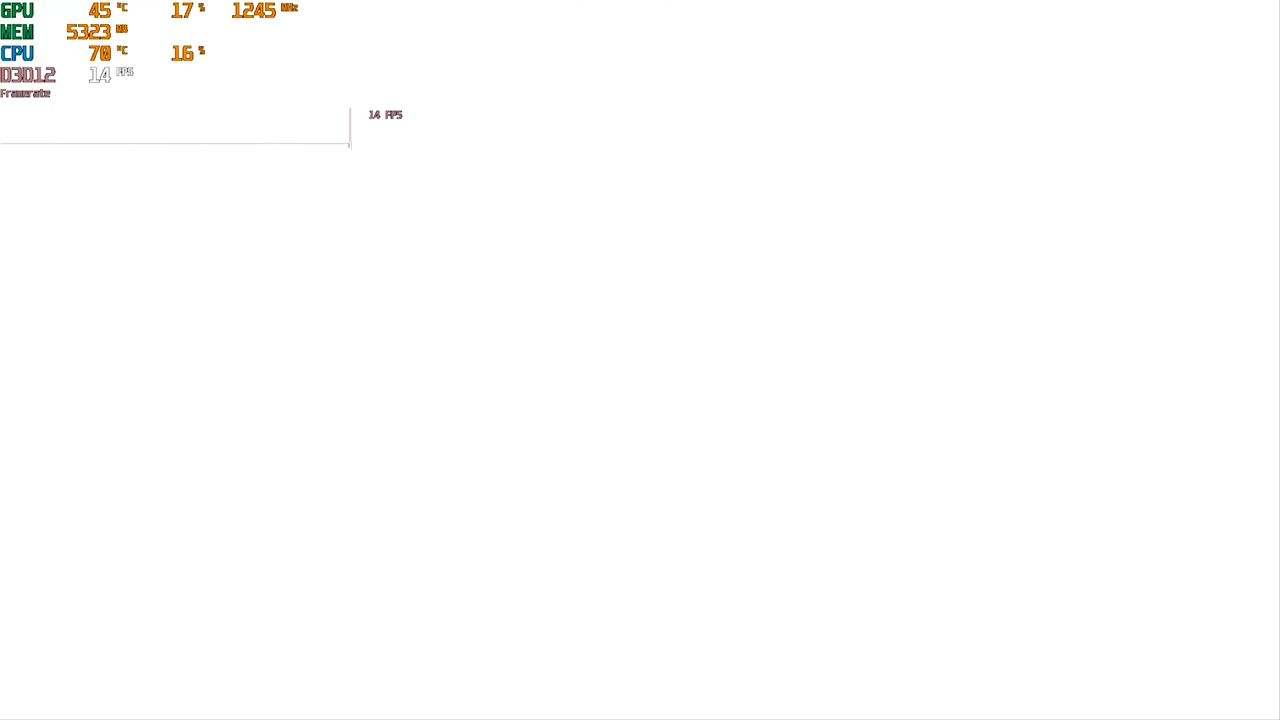 GPU 45 °C 17 % 1245 MHz
MEM 5323 MB
CPU 70 °C 16 %
D3D12 14 FPS
Framerate
14 FPS